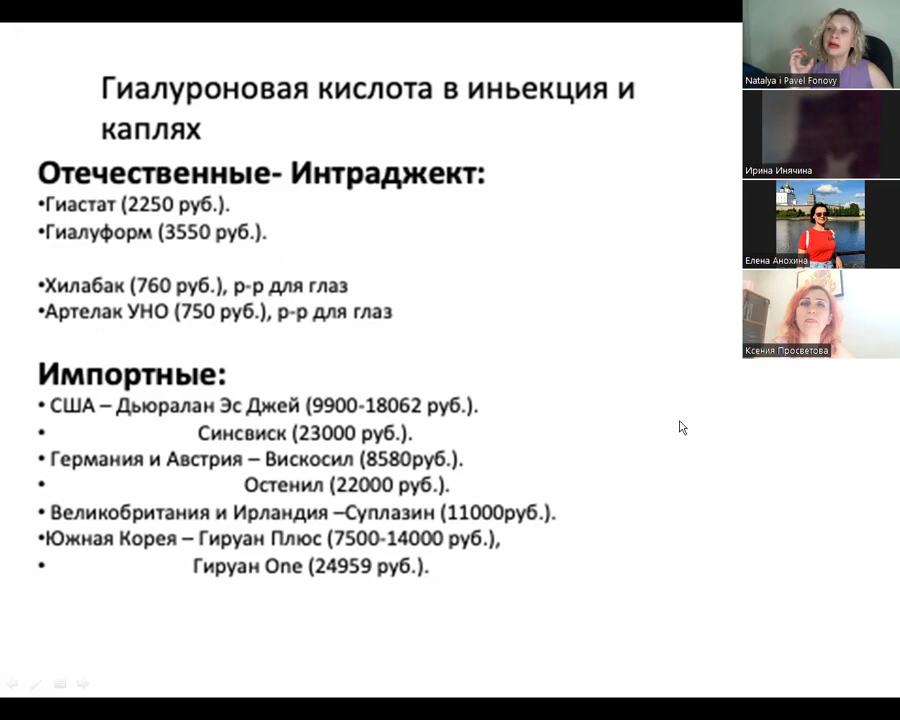 Гиалуроновая кислота в иньекция и
каплях
Отечественные- Интраджект:
•Гиастат (2250 руб.).
•Гиалуформ (3550 руб.).
•Хилабак (760 руб.), р-р для глаз
•Артелак УНО (750 руб.), р-р для глаз
Импортные:
• США – Дьюралан Эс Джей (9900-18062 руб.).
• Синсвиск (23000 руб.).
• Германия и Австрия – Вискосил (8580руб.).
• Остенил (22000 руб.).
• Великобритания и Ирландия –Суплазин (11000руб.).
•Южная Корея – Гируан Плюс (7500-14000 руб.),
• Гируан One (24959 руб.).
Natalya i Pavel Fonovy
Ирина Инячина
Елена Анохина
Ксения Просветова